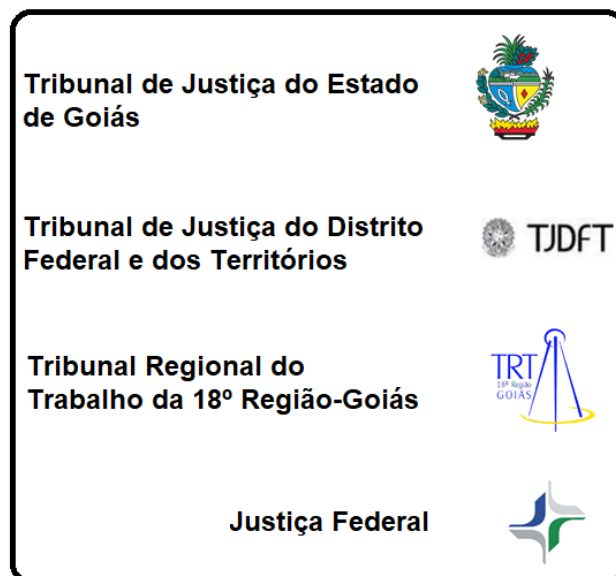 Tribunal de Justiça do Estado
de Goiás
Tribunal de Justiça do Distrito
Federal e dos Territórios
TJDFT
Tribunal Regional do
Trabalho da 18º Região-Goiás
TRT
18ª Região
GOIÁS
Justiça Federal